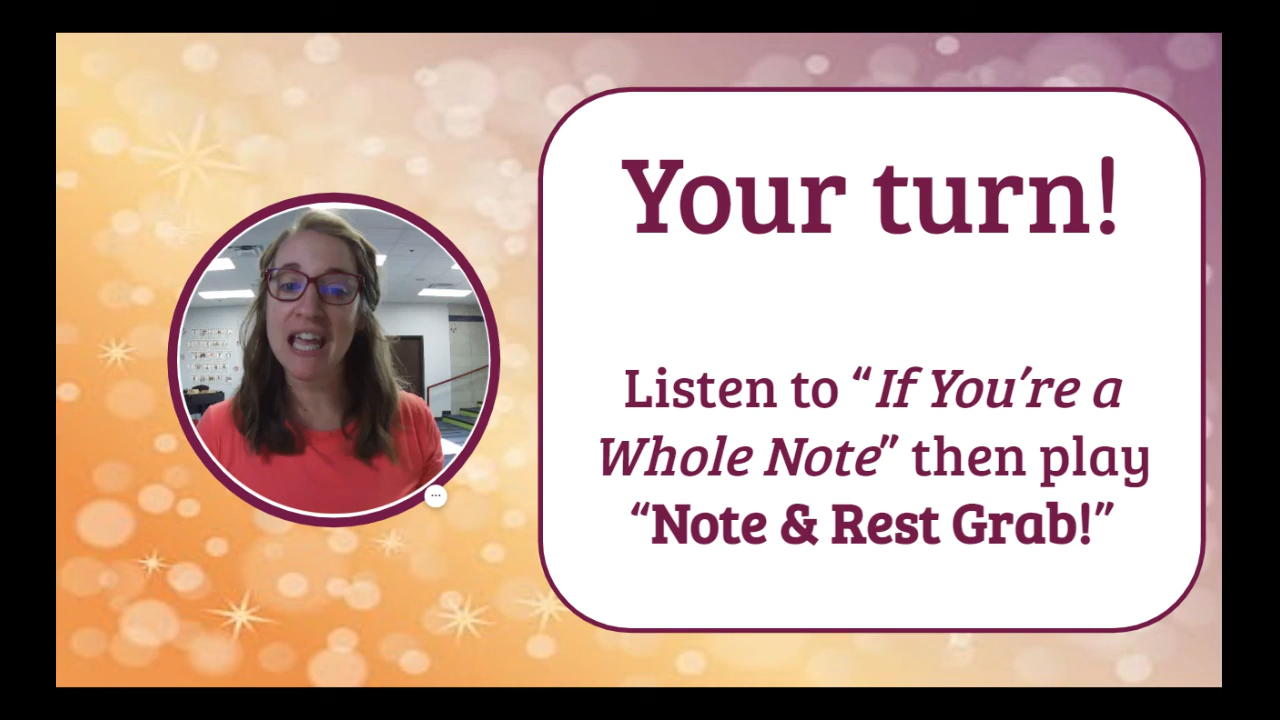 Your turn!
Listen to “If You’re a
Whole Note” then play
“Note & Rest Grab!”